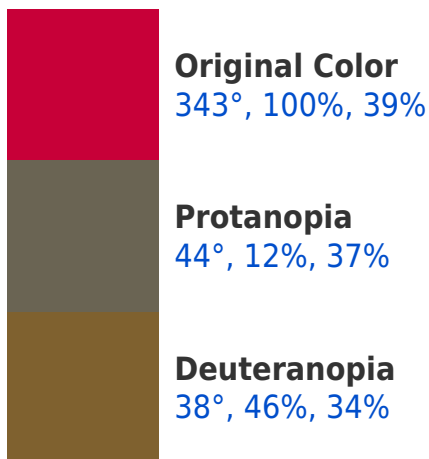 Original Color
343°, 100%, 39%
Protanopia
44°, 12%, 37%
Deuteranopia
38°, 46%, 34%